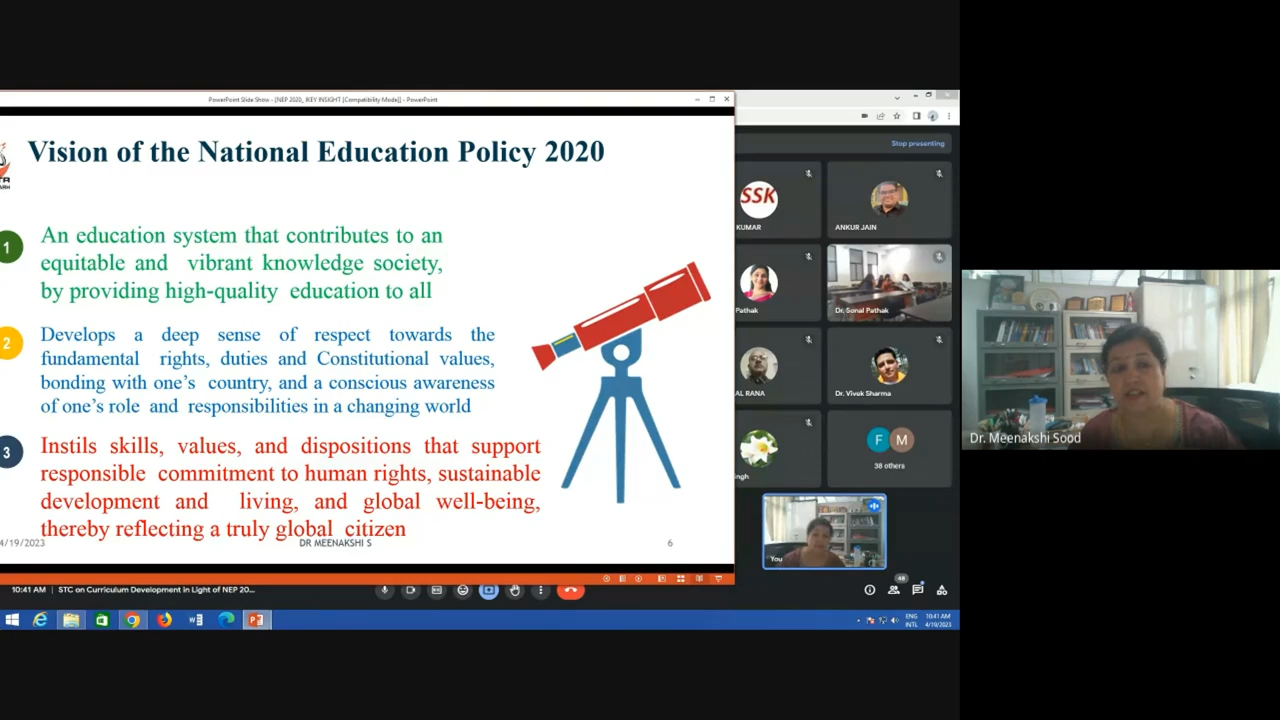 PowerPoint Slide Show - [NEP 2020_ IKEY INSIGHT [Compatibility Mode]] - PowerPoint
Vision of the National Education Policy 2020
1
An education system that contributes to an
equitable and vibrant knowledge society,
by providing high-quality education to all
2
Develops a deep sense of respect towards the
fundamental rights, duties and Constitutional values,
bonding with one's country, and a conscious awareness
of one's role and responsibilities in a changing world
3
Instils skills, values, and dispositions that support
responsible commitment to human rights, sustainable
development and living, and global well-being,
thereby reflecting a truly global citizen
4/19/2023
DR MEENAKSHI S
6
Stop presenting
SSK
KUMAR
ANKUR JAIN
Pathak
Dr. Sonal Pathak
AL RANA
Dr. Vivek Sharma
F M
38 others
You
Dr. Meenakshi Sood
10:41 AM | STC on Curriculum Development in Light of NEP 20...
48
ENG
INTL
10:41 AM
4/19/2023